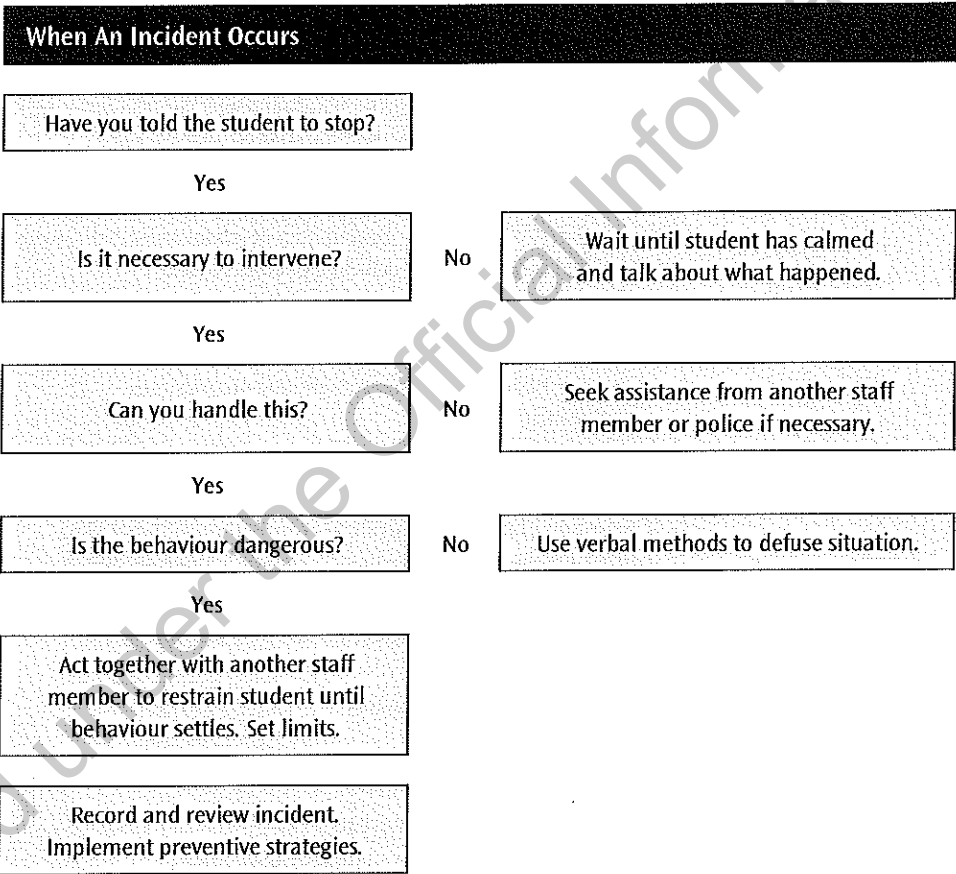 When An Incident Occurs
Have you told the student to stop?
Yes
Is it necessary to intervene?
No
Wait until student has calmed
and talk about what happened.
Yes
Can you handle this?
No
Seek assistance from another staff
member or police if necessary.
Yes
Is the behaviour dangerous?
No
Use verbal methods to defuse situation.
Yes
Act together with another staff
member to restrain student until
behaviour settles. Set limits.
Record and review incident.
Implement preventive strategies.
under the Official